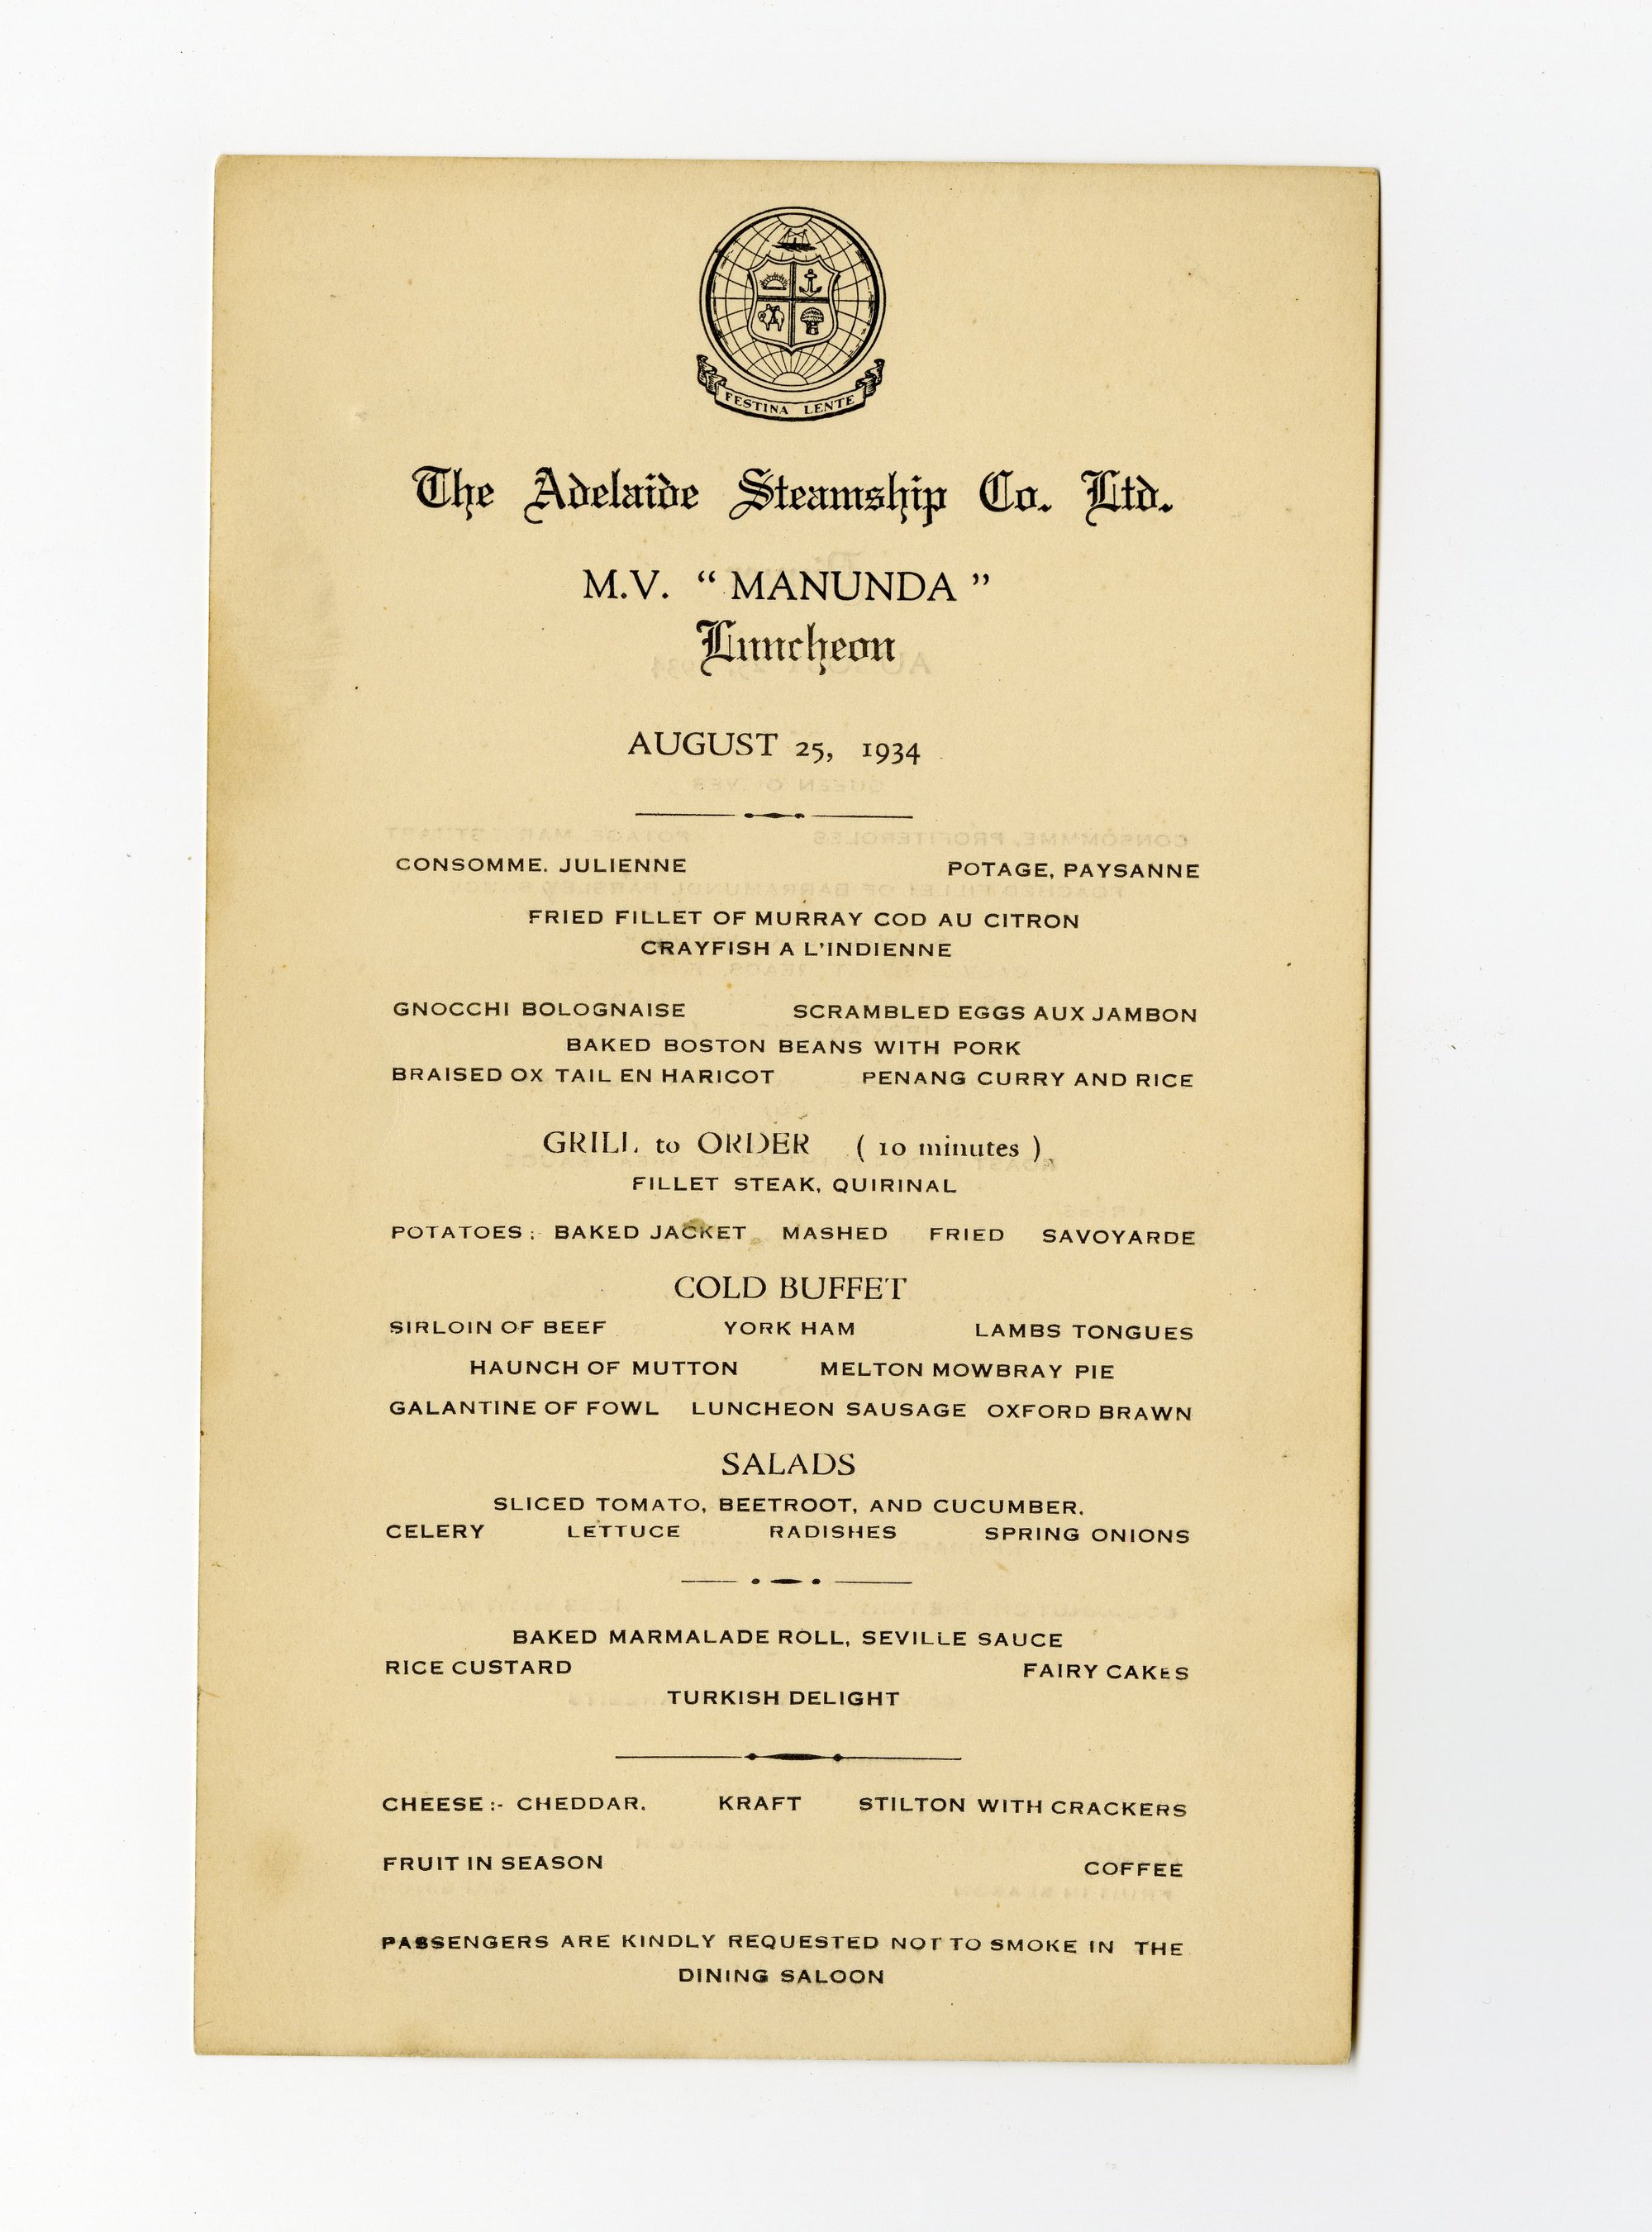 FESTINA LENTE
The Adelaide Steamship Co. Ltd.
M.V. “MANUNDA”
Luncheon
AUGUST 25, 1934
CONSOMME. JULIENNE POTAGE, PAYSANNE
FRIED FILLET OF MURRAY COD AU CITRON
CRAYFISH A L'INDIENNE
GNOCCHI BOLOGNAISE SCRAMBLED EGGS AUX JAMBON
BAKED BOSTON BEANS WITH PORK
BRAISED OX TAIL EN HARICOT PENANG CURRY AND RICE
GRILL to ORDER ( 10 minutes )
FILLET STEAK, QUIRINAL
POTATOES: BAKED JACKET MASHED FRIED SAVOYARDE
COLD BUFFET
SIRLOIN OF BEEF YORK HAM LAMBS TONGUES
HAUNCH OF MUTTON MELTON MOWBRAY PIE
GALANTINE OF FOWL LUNCHEON SAUSAGE OXFORD BRAWN
SALADS
SLICED TOMATO, BEETROOT, AND CUCUMBER.
CELERY LETTUCE RADISHES SPRING ONIONS
BAKED MARMALADE ROLL, SEVILLE SAUCE
RICE CUSTARD FAIRY CAKES
TURKISH DELIGHT
CHEESE:- CHEDDAR. KRAFT STILTON WITH CRACKERS
FRUIT IN SEASON COFFEE
PASSENGERS ARE KINDLY REQUESTED NOT TO SMOKE IN THE
DINING SALOON